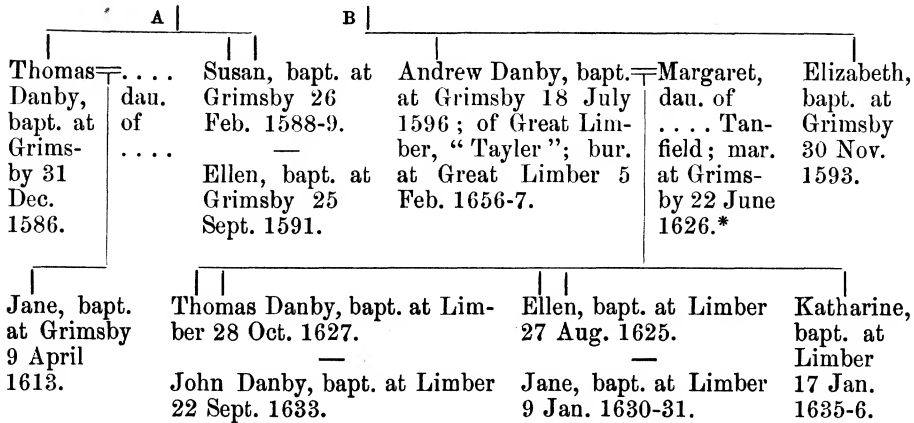 A B
Thomas=. . . .
Danby, dau.
bapt. at of
Grims- . . . .
by 31
Dec.
1586.
Susan, bapt. at
Grimsby 26
Feb. 1588-9.
—
Ellen, bapt. at
Grimsby 25
Sept. 1591.
Andrew Danby, bapt.=Margaret,
at Grimsby 18 July
1596 ; of Great Lim-
ber, “ Tayler ”; bur.
at Great Limber 5
Feb. 1656-7.
dau. of
. . . . Tan-
field ; mar.
at Grims-
by 22 June
1626.*
Elizabeth,
bapt. at
Grimsby
30 Nov.
1593.
Jane, bapt.
at Grimsby
9 April
1613.
Thomas Danby, bapt. at Lim-
ber 28 Oct. 1627.
—
John Danby, bapt. at Limber
22 Sept. 1633.
Ellen, bapt. at Limber
27 Aug. 1625.
—
Jane, bapt. at Limber
9 Jan. 1630-31.
Katharine,
bapt. at
Limber
17 Jan.
1635-6.